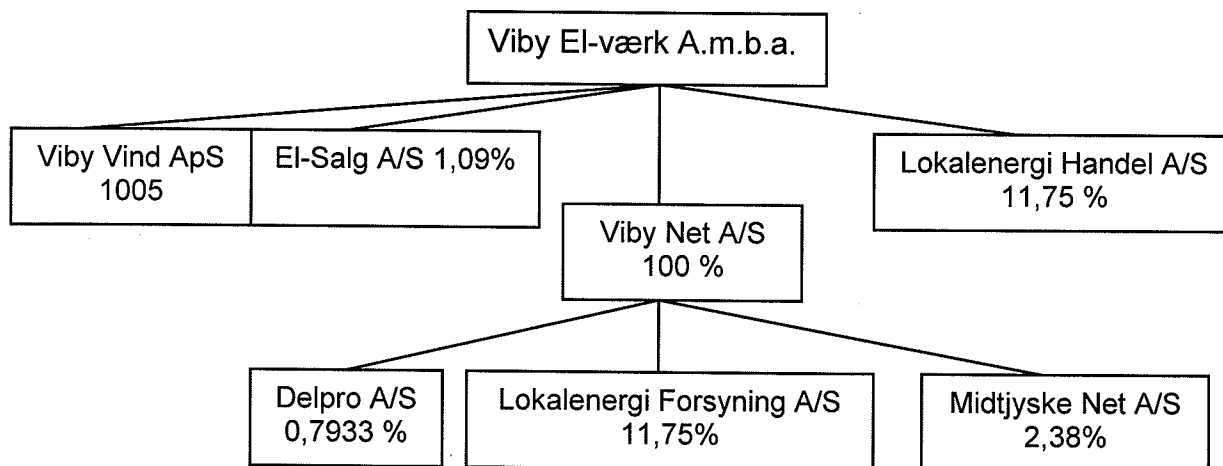 Viby El-værk A.m.b.a.
Viby Vind ApS
1005
El-Salg A/S 1,09%
Lokalenergi Handel A/S
11,75 %
Viby Net A/S
100 %
Delpro A/S
0,7933 %
Lokalenergi Forsyning A/S
11,75%
Midtjyske Net A/S
2,38%